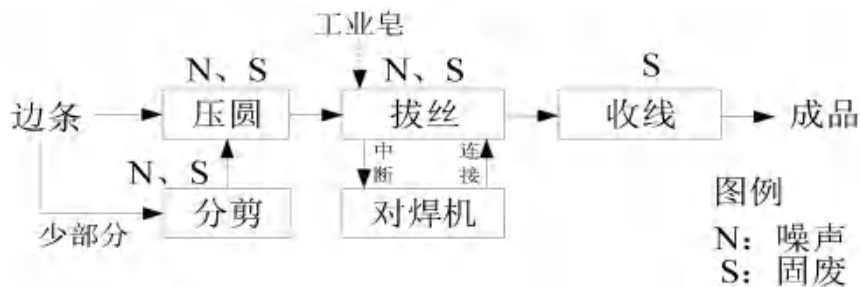 工业皂
N、S
N、S
S
边条
压圆
拔丝
收线
成品
N、S
中断
连接
少部分
分剪
对焊机
图例
N：噪声
S：固废